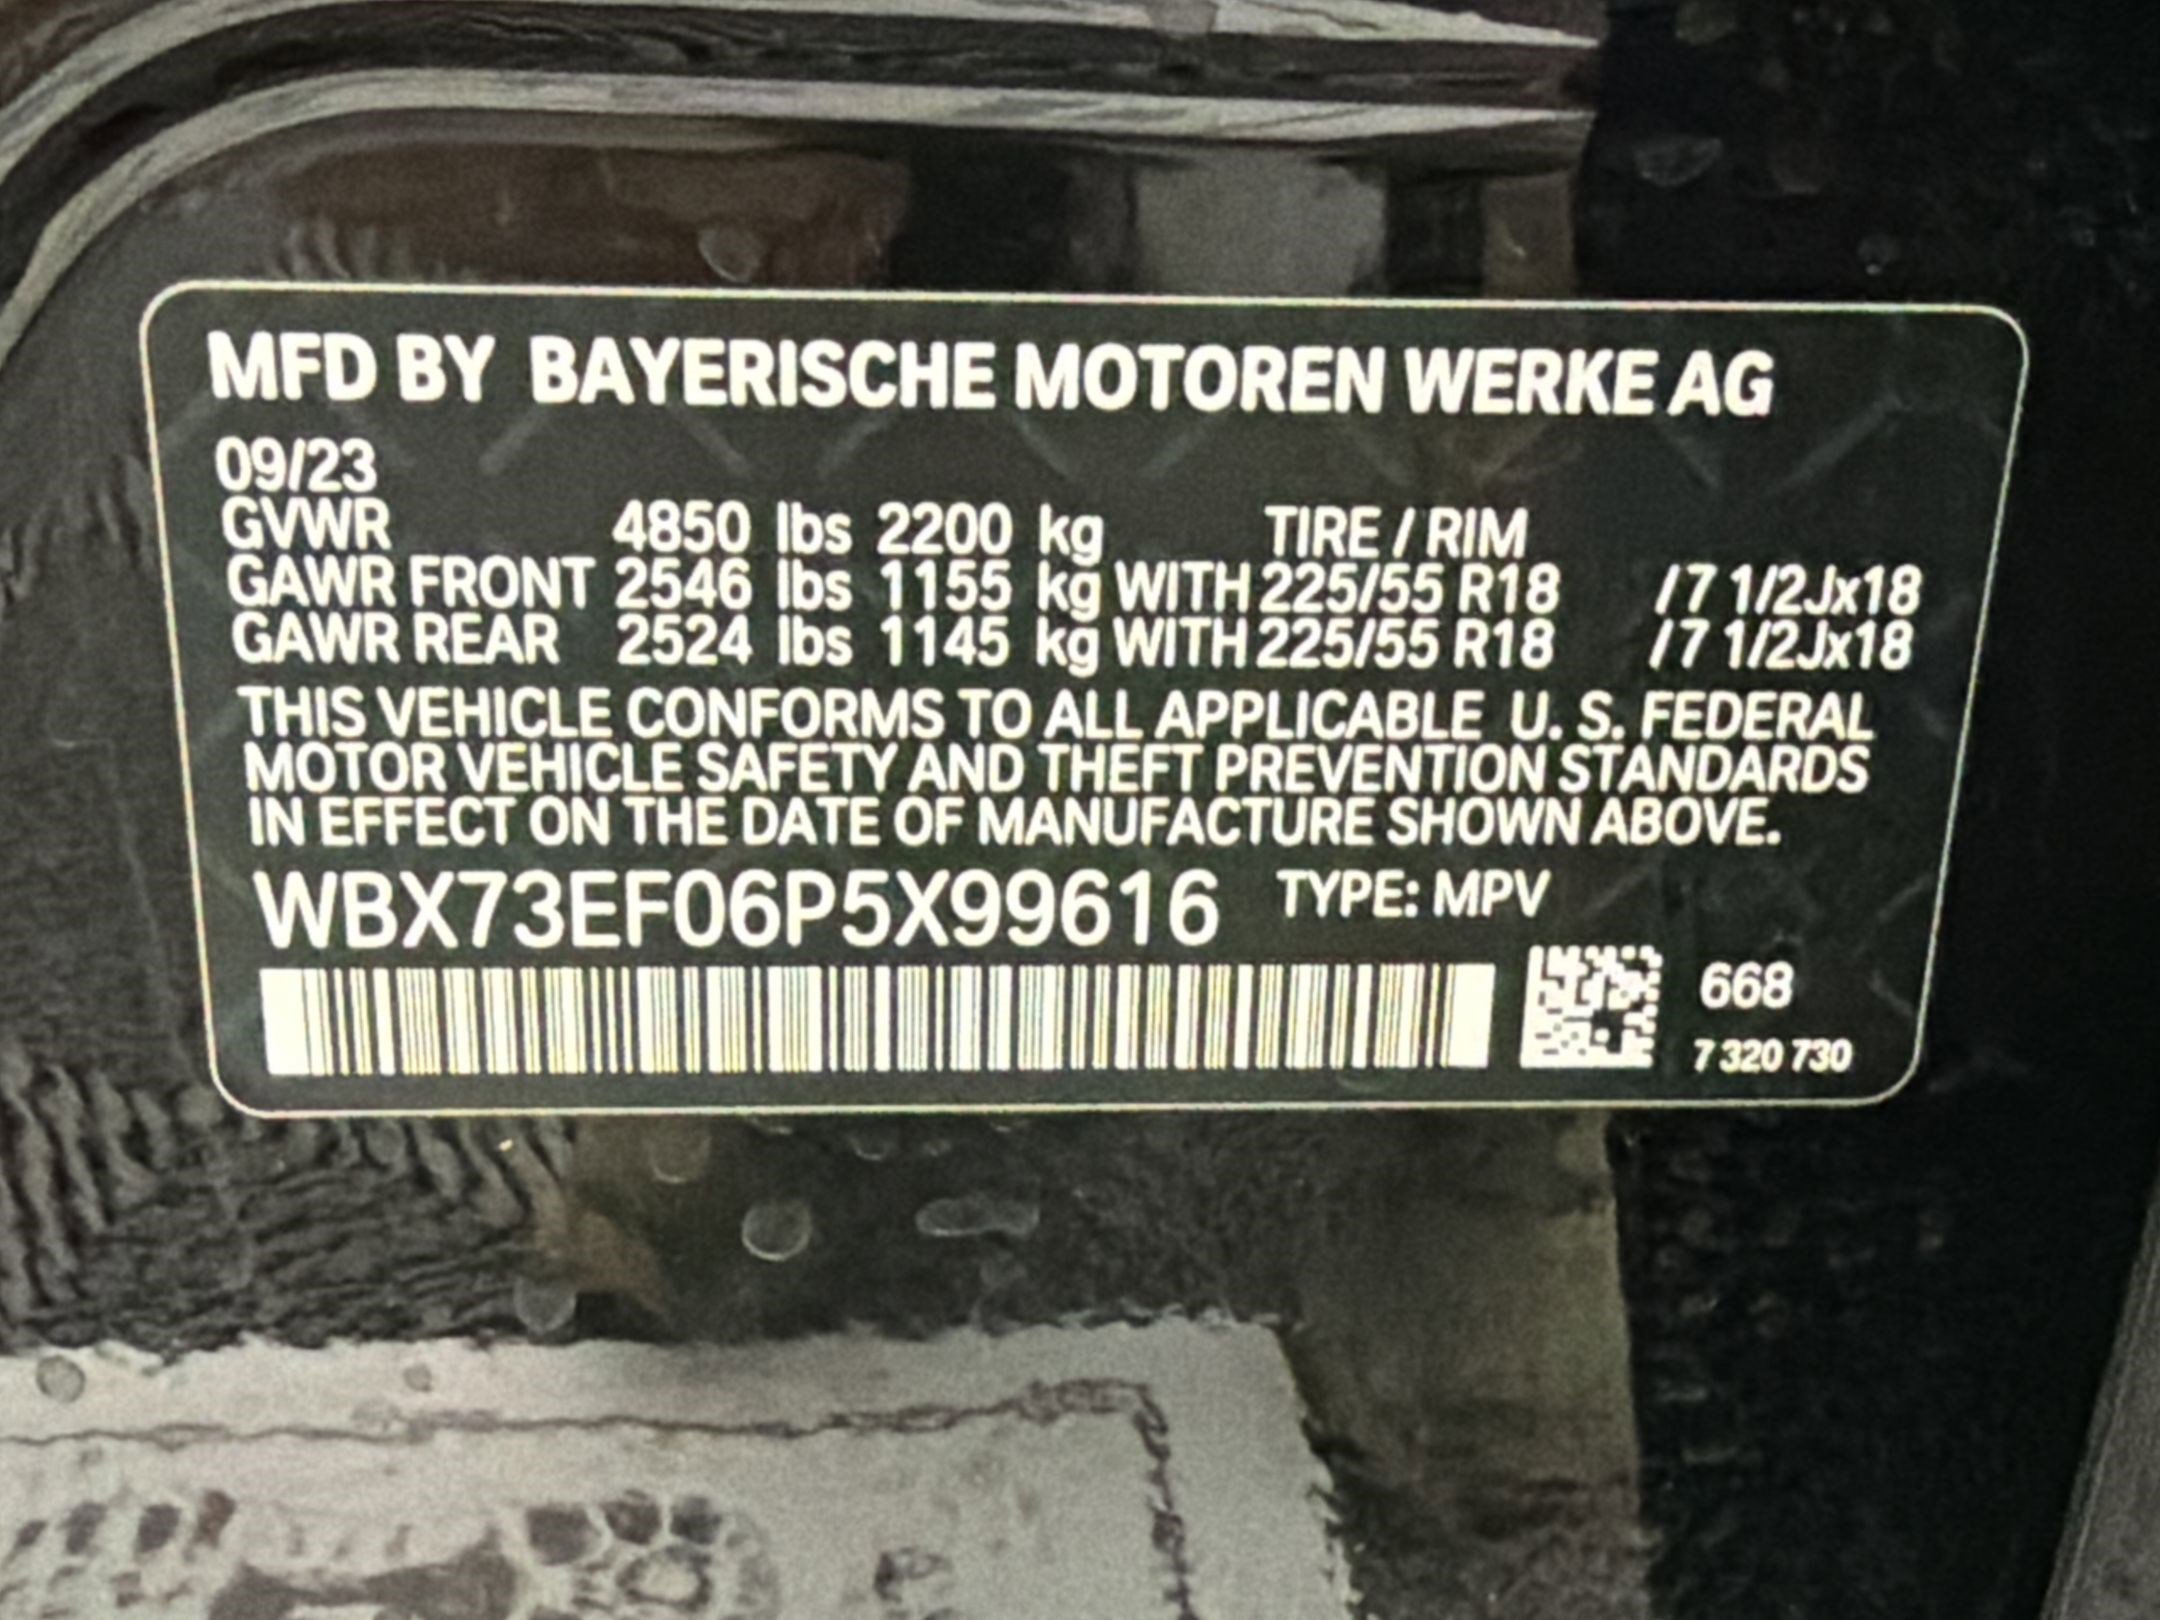 MFD BY BAYERISCHE MOTOREN WERKE AG
09/23
GVWR 4850 lbs 2200 kg TIRE / RIM
GAWR FRONT 2546 lbs 1155 kg WITH 225/55 R18 /7 1/2Jx18
GAWR REAR 2524 lbs 1145 kg WITH 225/55 R18 /7 1/2Jx18
THIS VEHICLE CONFORMS TO ALL APPLICABLE U. S. FEDERAL
MOTOR VEHICLE SAFETY AND THEFT PREVENTION STANDARDS
IN EFFECT ON THE DATE OF MANUFACTURE SHOWN ABOVE.
WBX73EF06P5X99616 TYPE: MPV
668
7 320 730